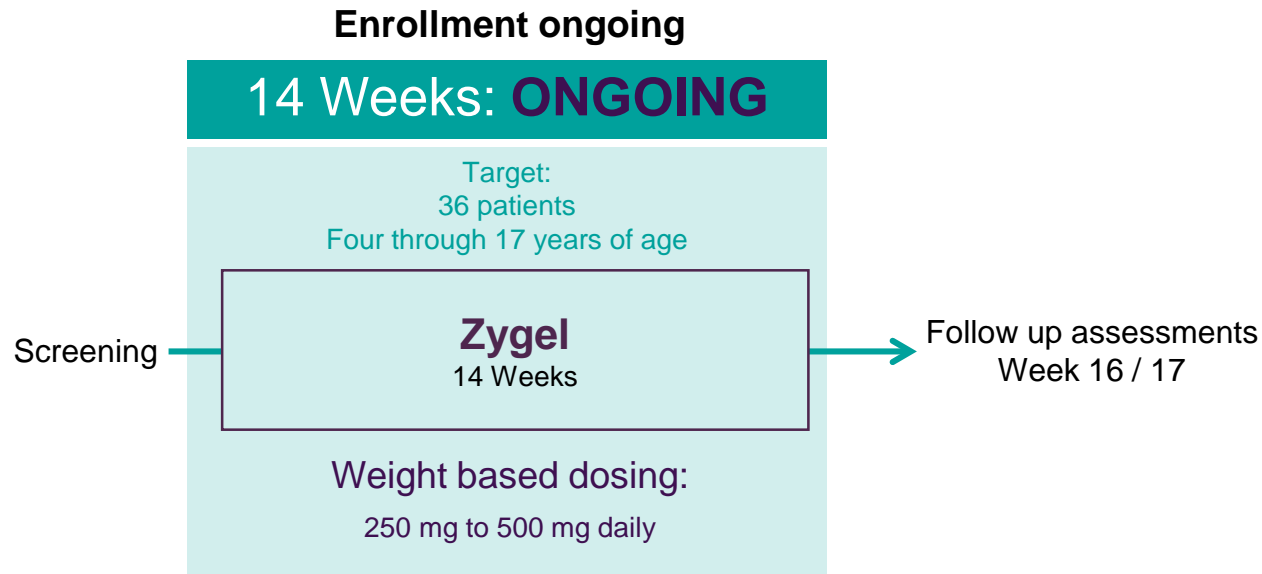 Enrollment ongoing
14 Weeks: ONGOING
Target:
36 patients
Four through 17 years of age
Screening
Zygel
14 Weeks
Follow up assessments
Week 16 / 17
Weight based dosing:
250 mg to 500 mg daily